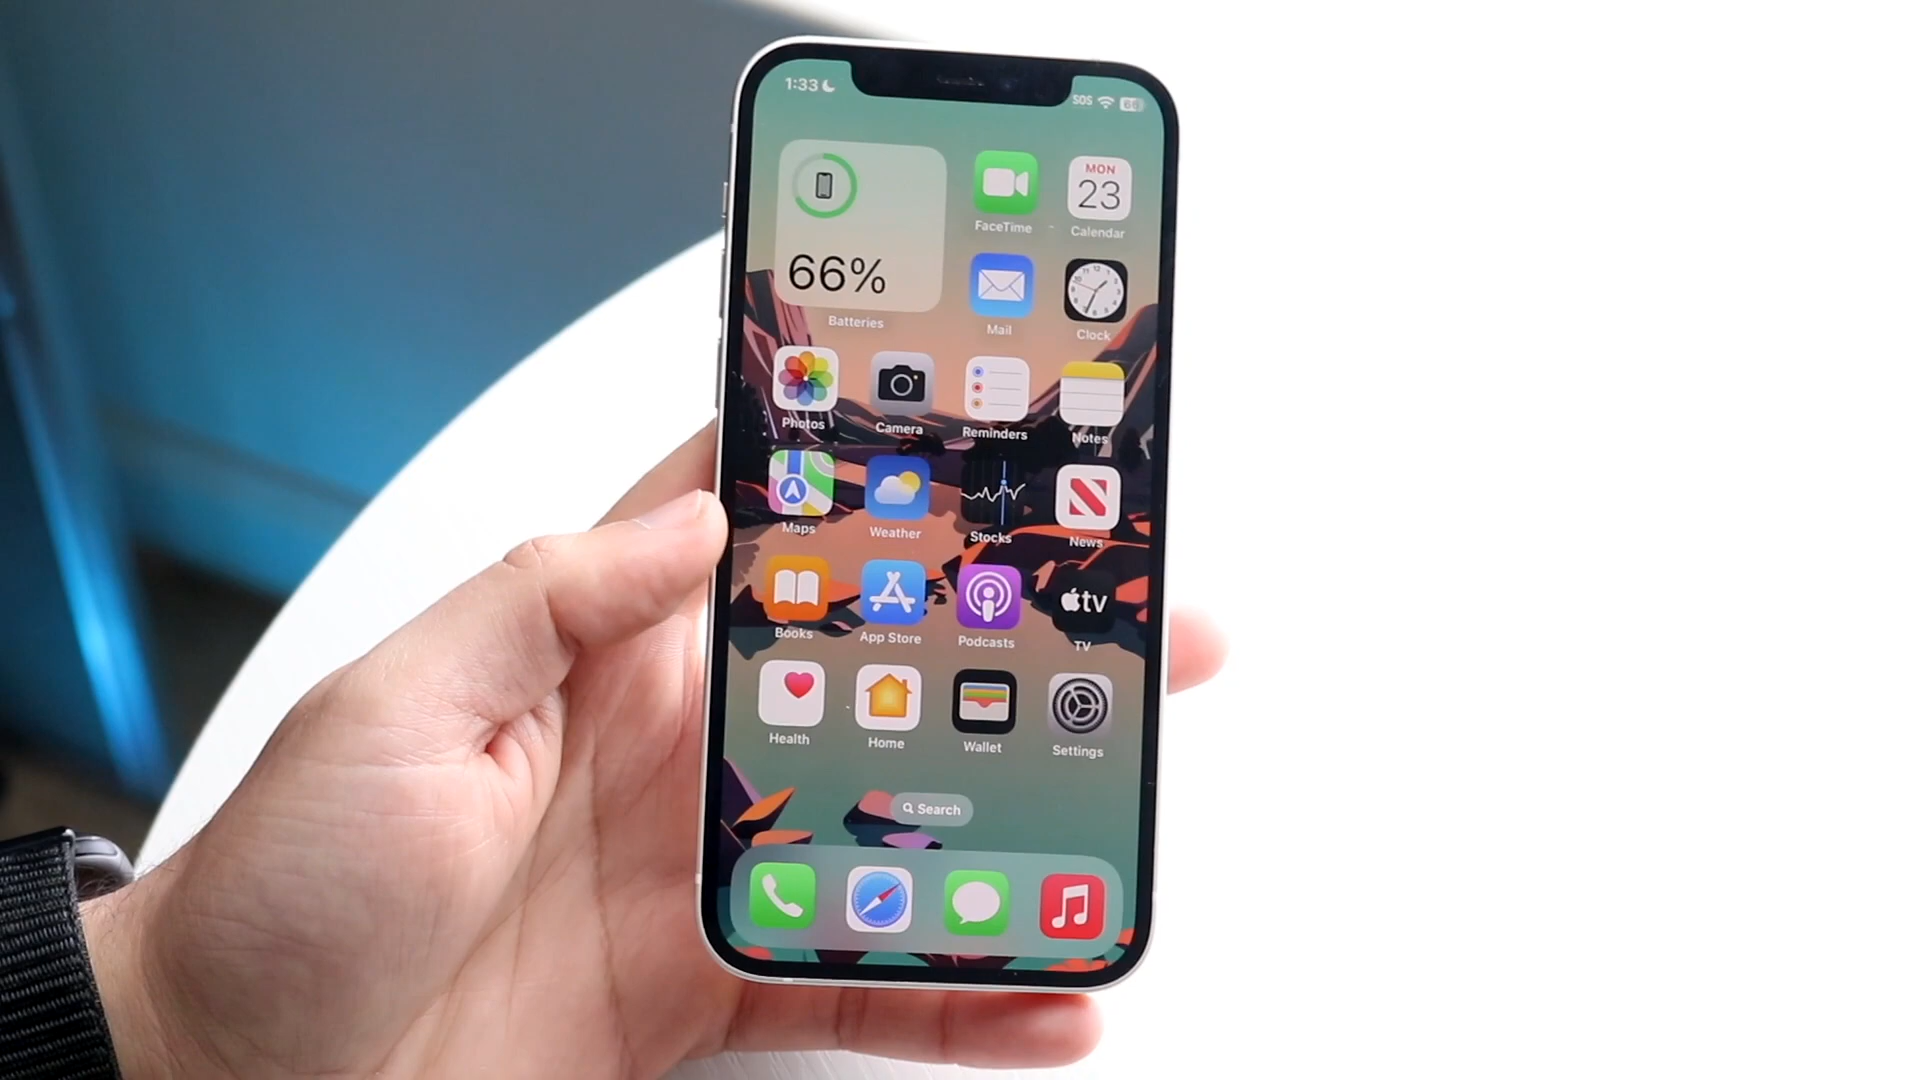 1:33
SOS
66%
Batteries
FaceTime
MON
23
Calendar
Mail
Clock
Photos
Camera
Reminders
Notes
Maps
Weather
Stocks
News
Books
App Store
Podcasts
tv
TV
Health
Home
Wallet
Settings
Search